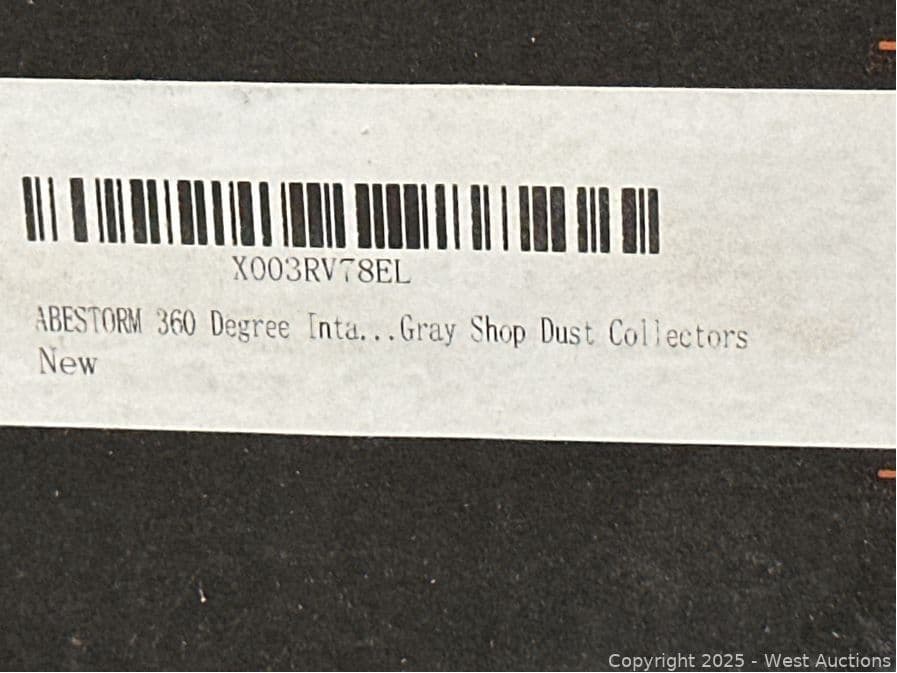 X003RV78EL
ABESTORM 360 Degree Inta...Gray Shop Dust Collectors
New
Copyright 2025 - West Auctions